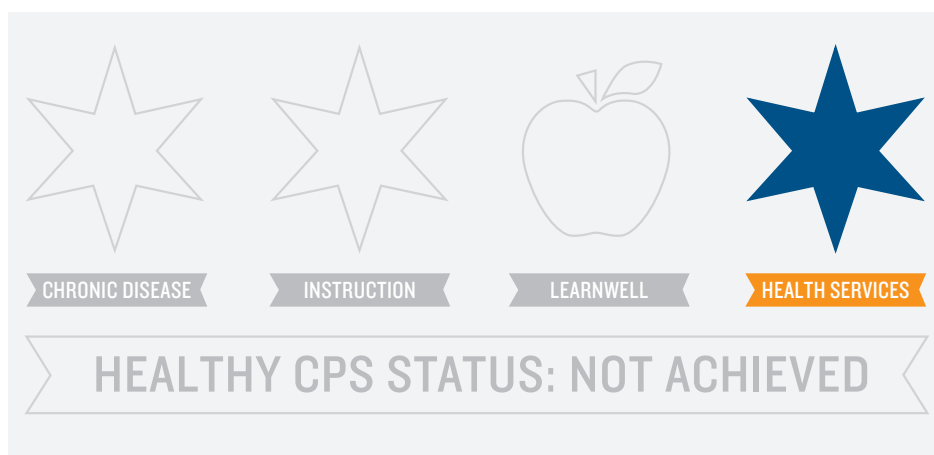 CHRONIC DISEASE
INSTRUCTION
LEARNWELL
HEALTH SERVICES
HEALTHY CPS STATUS: NOT ACHIEVED